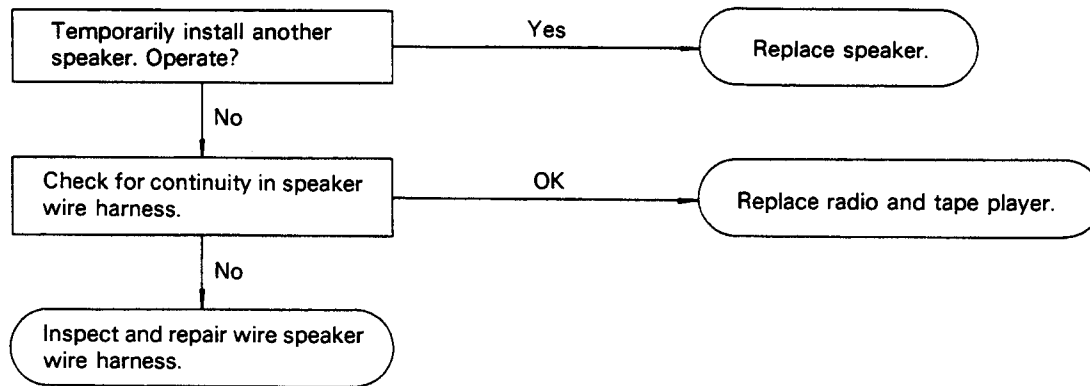 Temporarily install another
speaker. Operate?
Yes
Replace speaker.
No
Check for continuity in speaker
wire harness.
OK
Replace radio and tape player.
No
Inspect and repair wire speaker
wire harness.